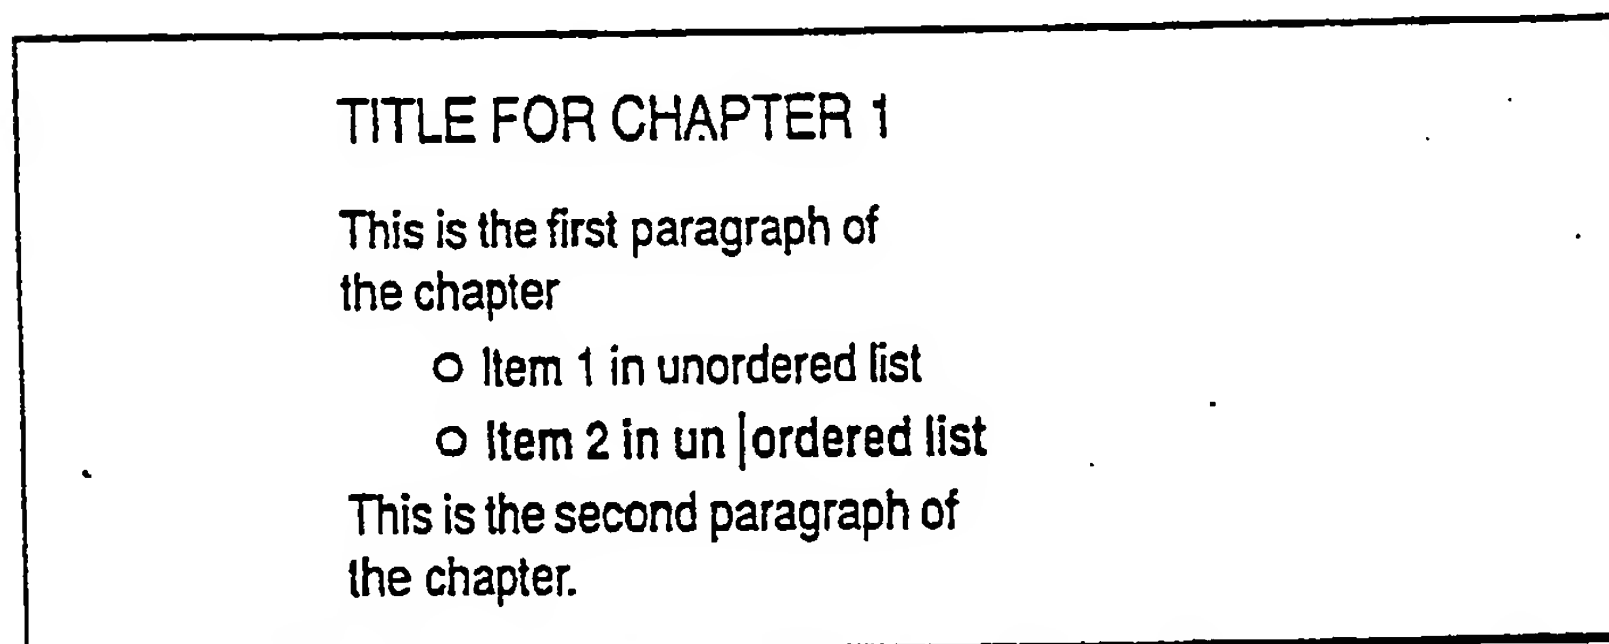 TITLE FOR CHAPTER 1
This is the first paragraph of
the chapter
o Item 1 in unordered list
o Item 2 in un |ordered list
This is the second paragraph of
the chapter.